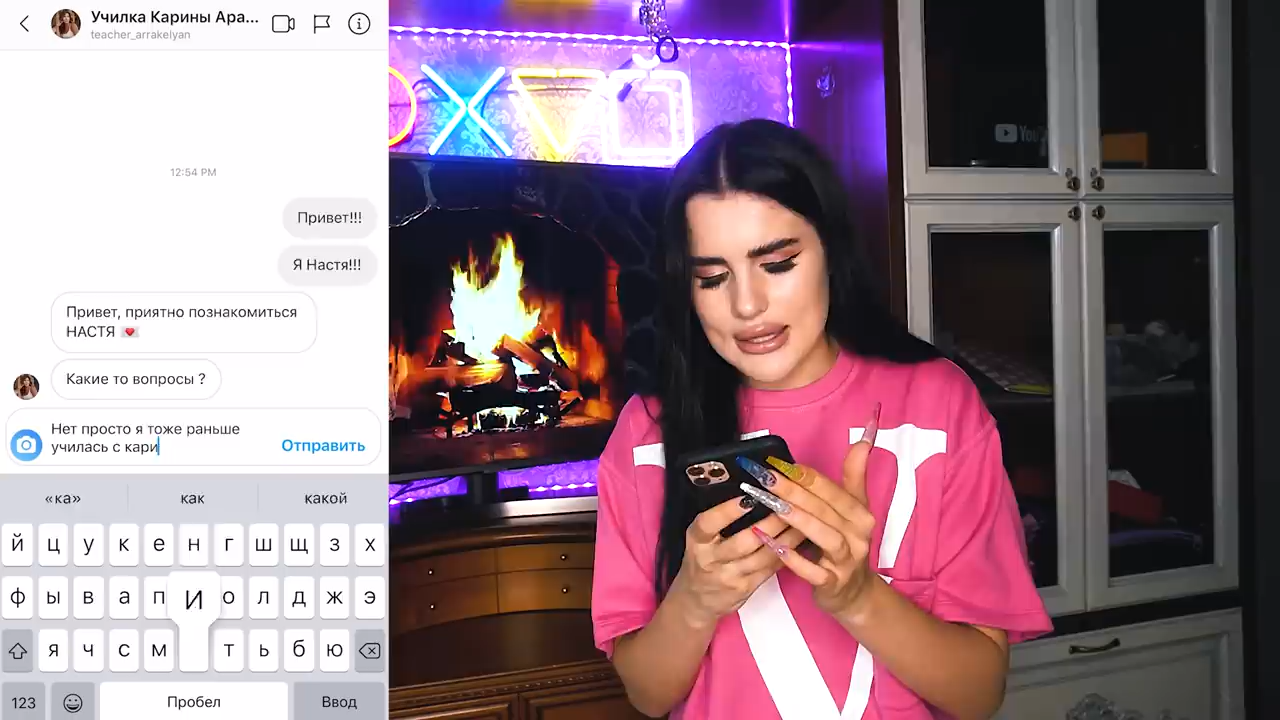 Училка Карины Ара...
teacher_arrakelyan
12:54 PM
Привет!!!
Я Настя!!!
Привет, приятно познакомиться
НАСТЯ 💌
Какие то вопросы ?
Нет просто я тоже раньше
училась с кари
Отправить
«ка» как какой
й ц у к е н г ш щ з х
ф ы в а п о л д ж э
и
я ч с м т ь б ю
123 Пробел Ввод
You